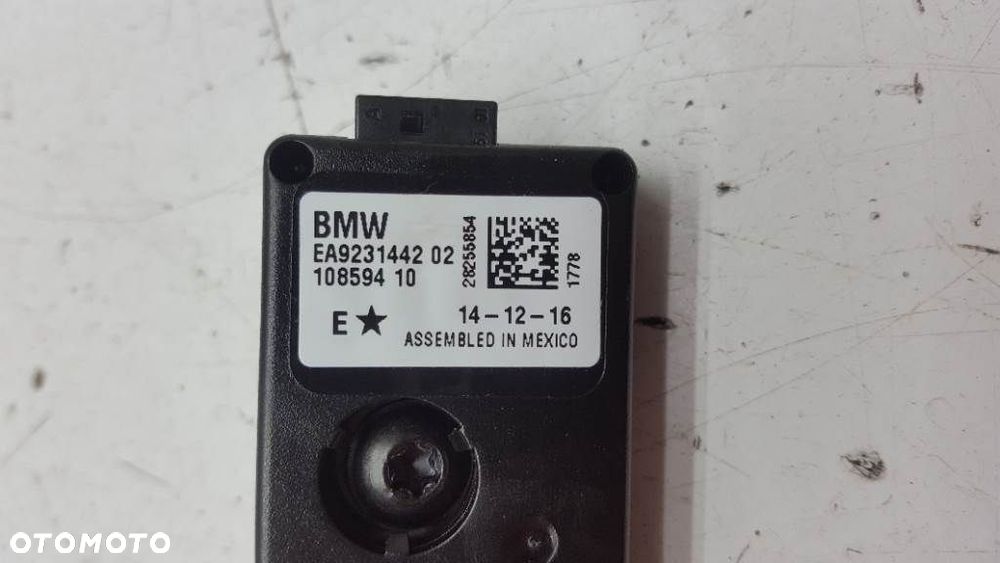 BMW
EA9231442 02
108594 10
28255854
1778
E★
14-12-16
ASSEMBLED IN MEXICO
OTOMOTO